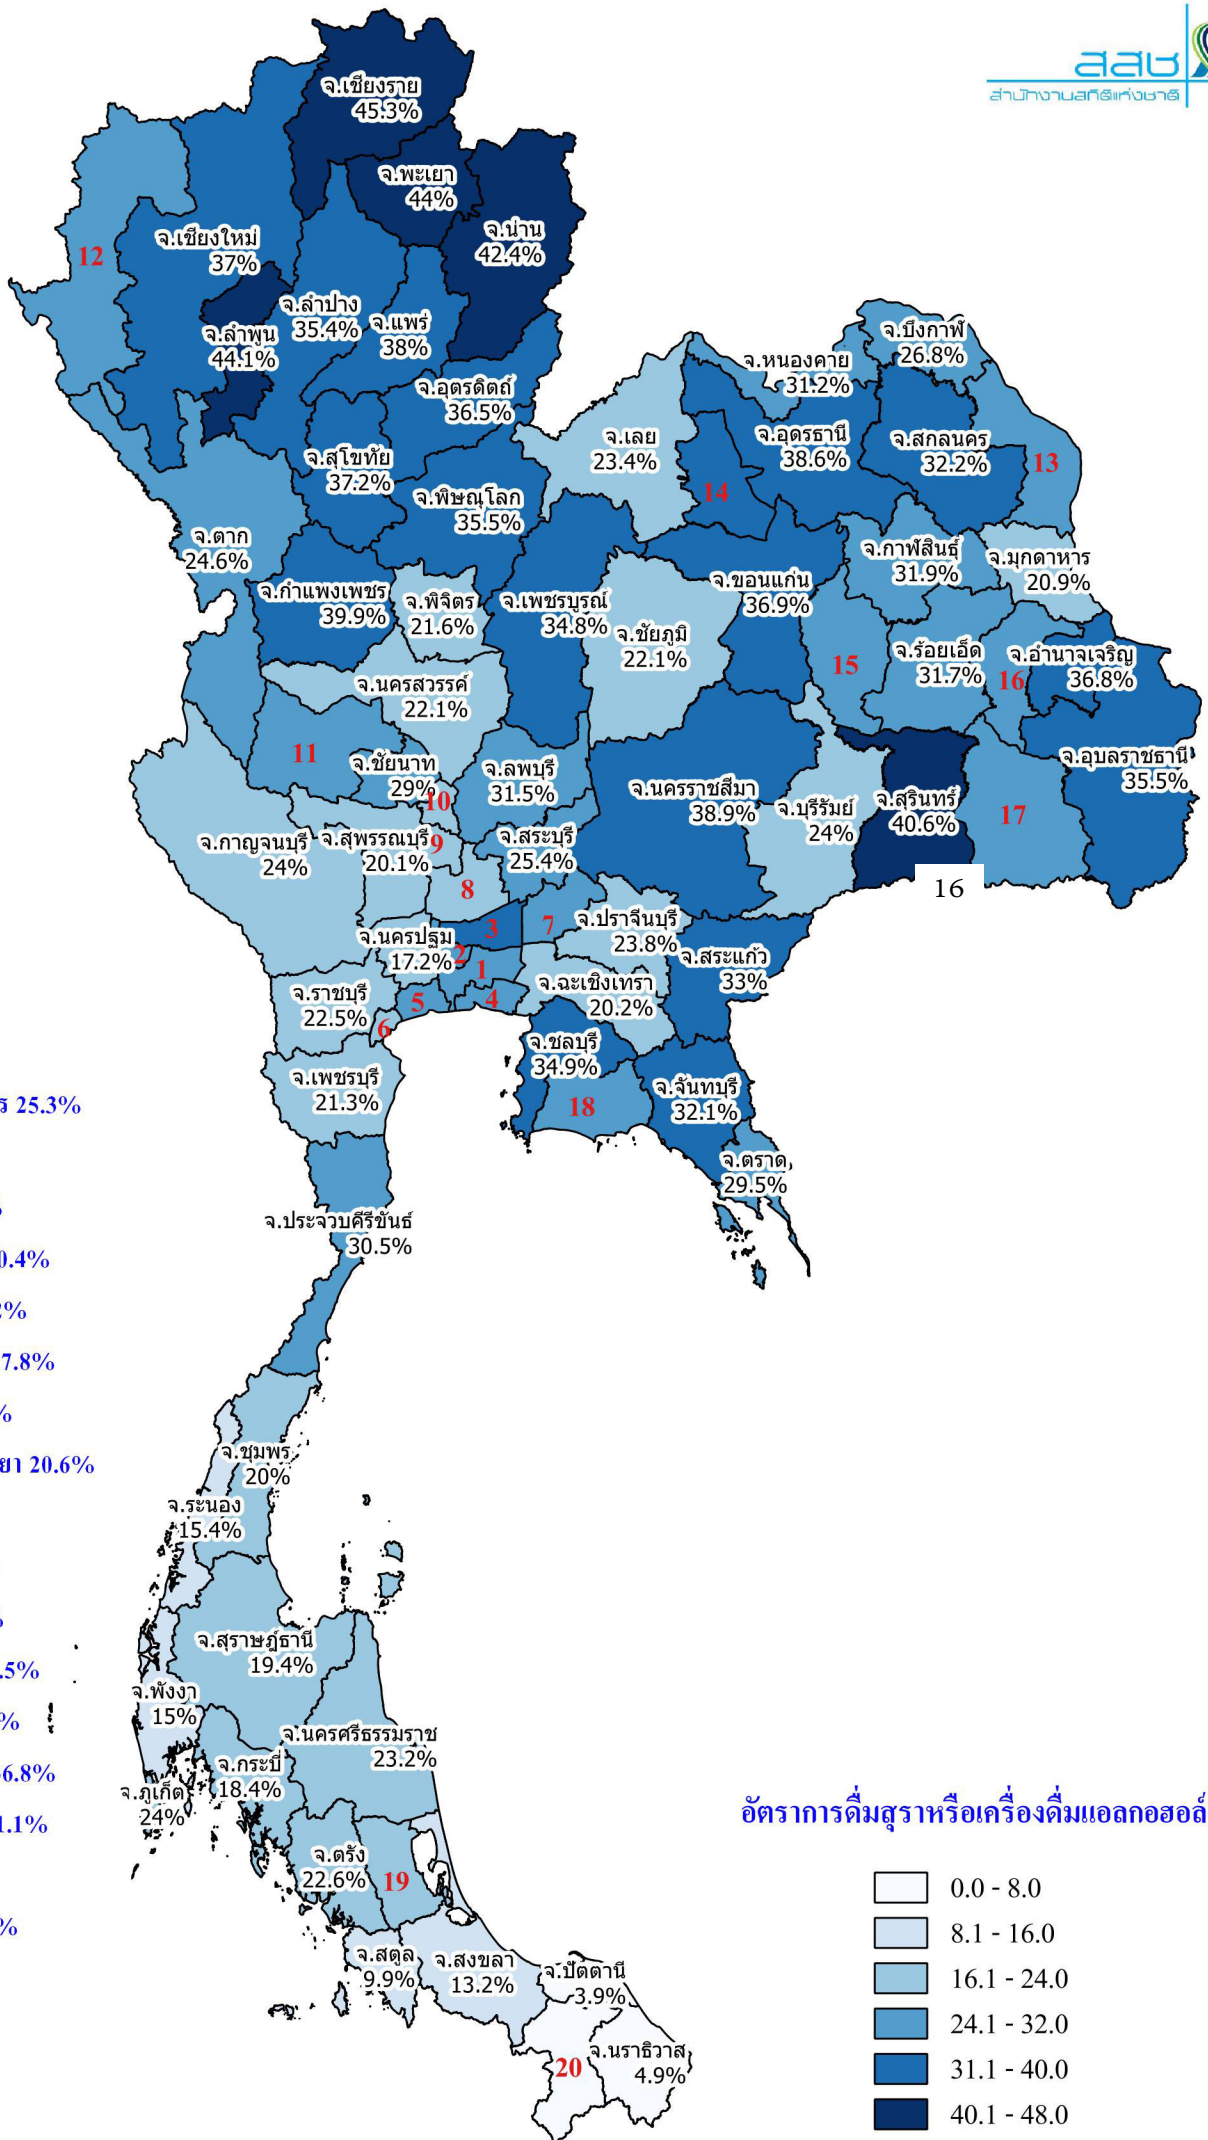 สสช
สำนักงานสถิติแห่งชาติ
จ.เชียงราย
45.3%
จ.พะเยา
44%
จ.น่าน
42.4%
จ.เชียงใหม่
37%
12
จ.ลำปาง
35.4%
จ.แพร่
38%
จ.ลำพูน
44.1%
จ.บึงกาฬ
26.8%
จ.หนองคาย
31.2%
จ.อุตรดิตถ์
36.5%
จ.เลย
23.4%
จ.อุดรธานี
38.6%
จ.สกลนคร
32.2%
13
จ.สุโขทัย
37.2%
จ.พิษณุโลก
35.5%
14
จ.ตาก
24.6%
จ.กาฬสินธุ์
31.9%
จ.มุกดาหาร
20.9%
จ.กำแพงเพชร
39.9%
จ.พิจิตร
21.6%
จ.เพชรบูรณ์
34.8%
จ.ขอนแก่น
36.9%
จ.ชัยภูมิ
22.1%
15
จ.ร้อยเอ็ด
31.7%
16
จ.อำนาจเจริญ
36.8%
จ.นครสวรรค์
22.1%
11
จ.ชัยนาท
29%
10
จ.ลพบุรี
31.5%
จ.นครราชสีมา
38.9%
จ.บุรีรัมย์
24%
จ.สุรินทร์
40.6%
17
จ.อุบลราชธานี
35.5%
จ.กาญจนบุรี
24%
จ.สุพรรณบุรี
20.1%
9
จ.สระบุรี
25.4%
8
16
จ.นครปฐม
17.2%
3
2
1
7
จ.ปราจีนบุรี
23.8%
จ.สระแก้ว
33%
จ.ราชบุรี
22.5%
5
4
6
จ.ฉะเชิงเทรา
20.2%
จ.ชลบุรี
34.9%
จ.เพชรบุรี
21.3%
18
จ.จันทบุรี
32.1%
ร 25.3%
จ.ตราด
29.5%
จ.ประจวบคีรีขันธ์
30.5%
0.4%
2%
7.8%
%
ยา 20.6%
จ.ชุมพร
20%
จ.ระนอง
15.4%
จ.สุราษฎ์ธานี
19.4%
.5%
จ.พังงา
15%
%
จ.นครศรีธรรมราช
23.2%
จ.กระบี่
18.4%
6.8%
จ.ภูเก็ต
24%
1.1%
อัตราการดื่มสุราหรือเครื่องดื่มแอลกอฮอล์
จ.ตรัง
22.6%
19
0.0 - 8.0
%
8.1 - 16.0
จ.สตูล
9.9%
จ.สงขลา
13.2%
จ.ปัตตานี
3.9%
16.1 - 24.0
24.1 - 32.0
20
จ.นราธิวาส
4.9%
31.1 - 40.0
40.1 - 48.0